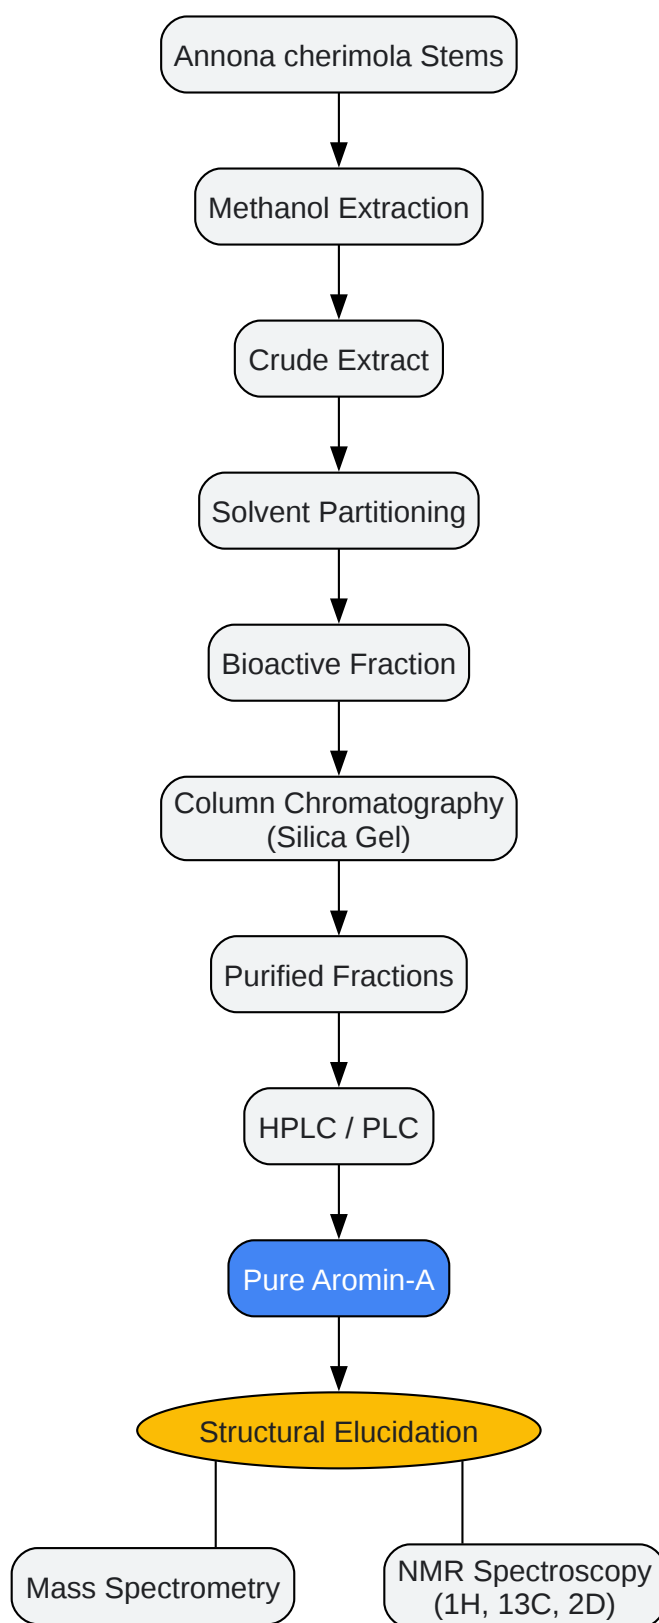 Annona cherimola Stems
Methanol Extraction
Crude Extract
Solvent Partitioning
Bioactive Fraction
Column Chromatography
(Silica Gel)
Purified Fractions
HPLC / PLC
Pure Aromin-A
Structural Elucidation
Mass Spectrometry
NMR Spectroscopy
(1H, 13C, 2D)